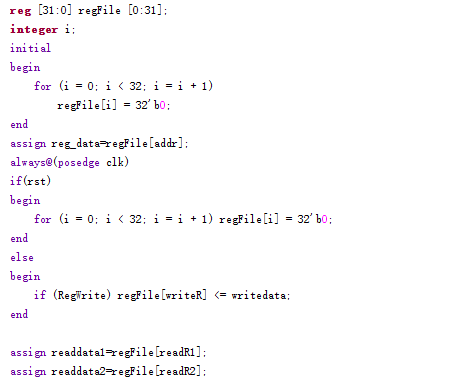 reg [31:0] regFile [0:31];
integer i;
initial
begin
for (i = 0; i < 32; i = i + 1)
regFile[i] = 32'b0;
end
assign reg_data=regFile[addr];
always@(posedge clk)
if(rst)
begin
for (i = 0; i < 32; i = i + 1) regFile[i] = 32'b0;
end
else
begin
if (RegWrite) regFile[writeR] <= writedata;
end
assign readdata1=regFile[readR1];
assign readdata2=regFile[readR2];